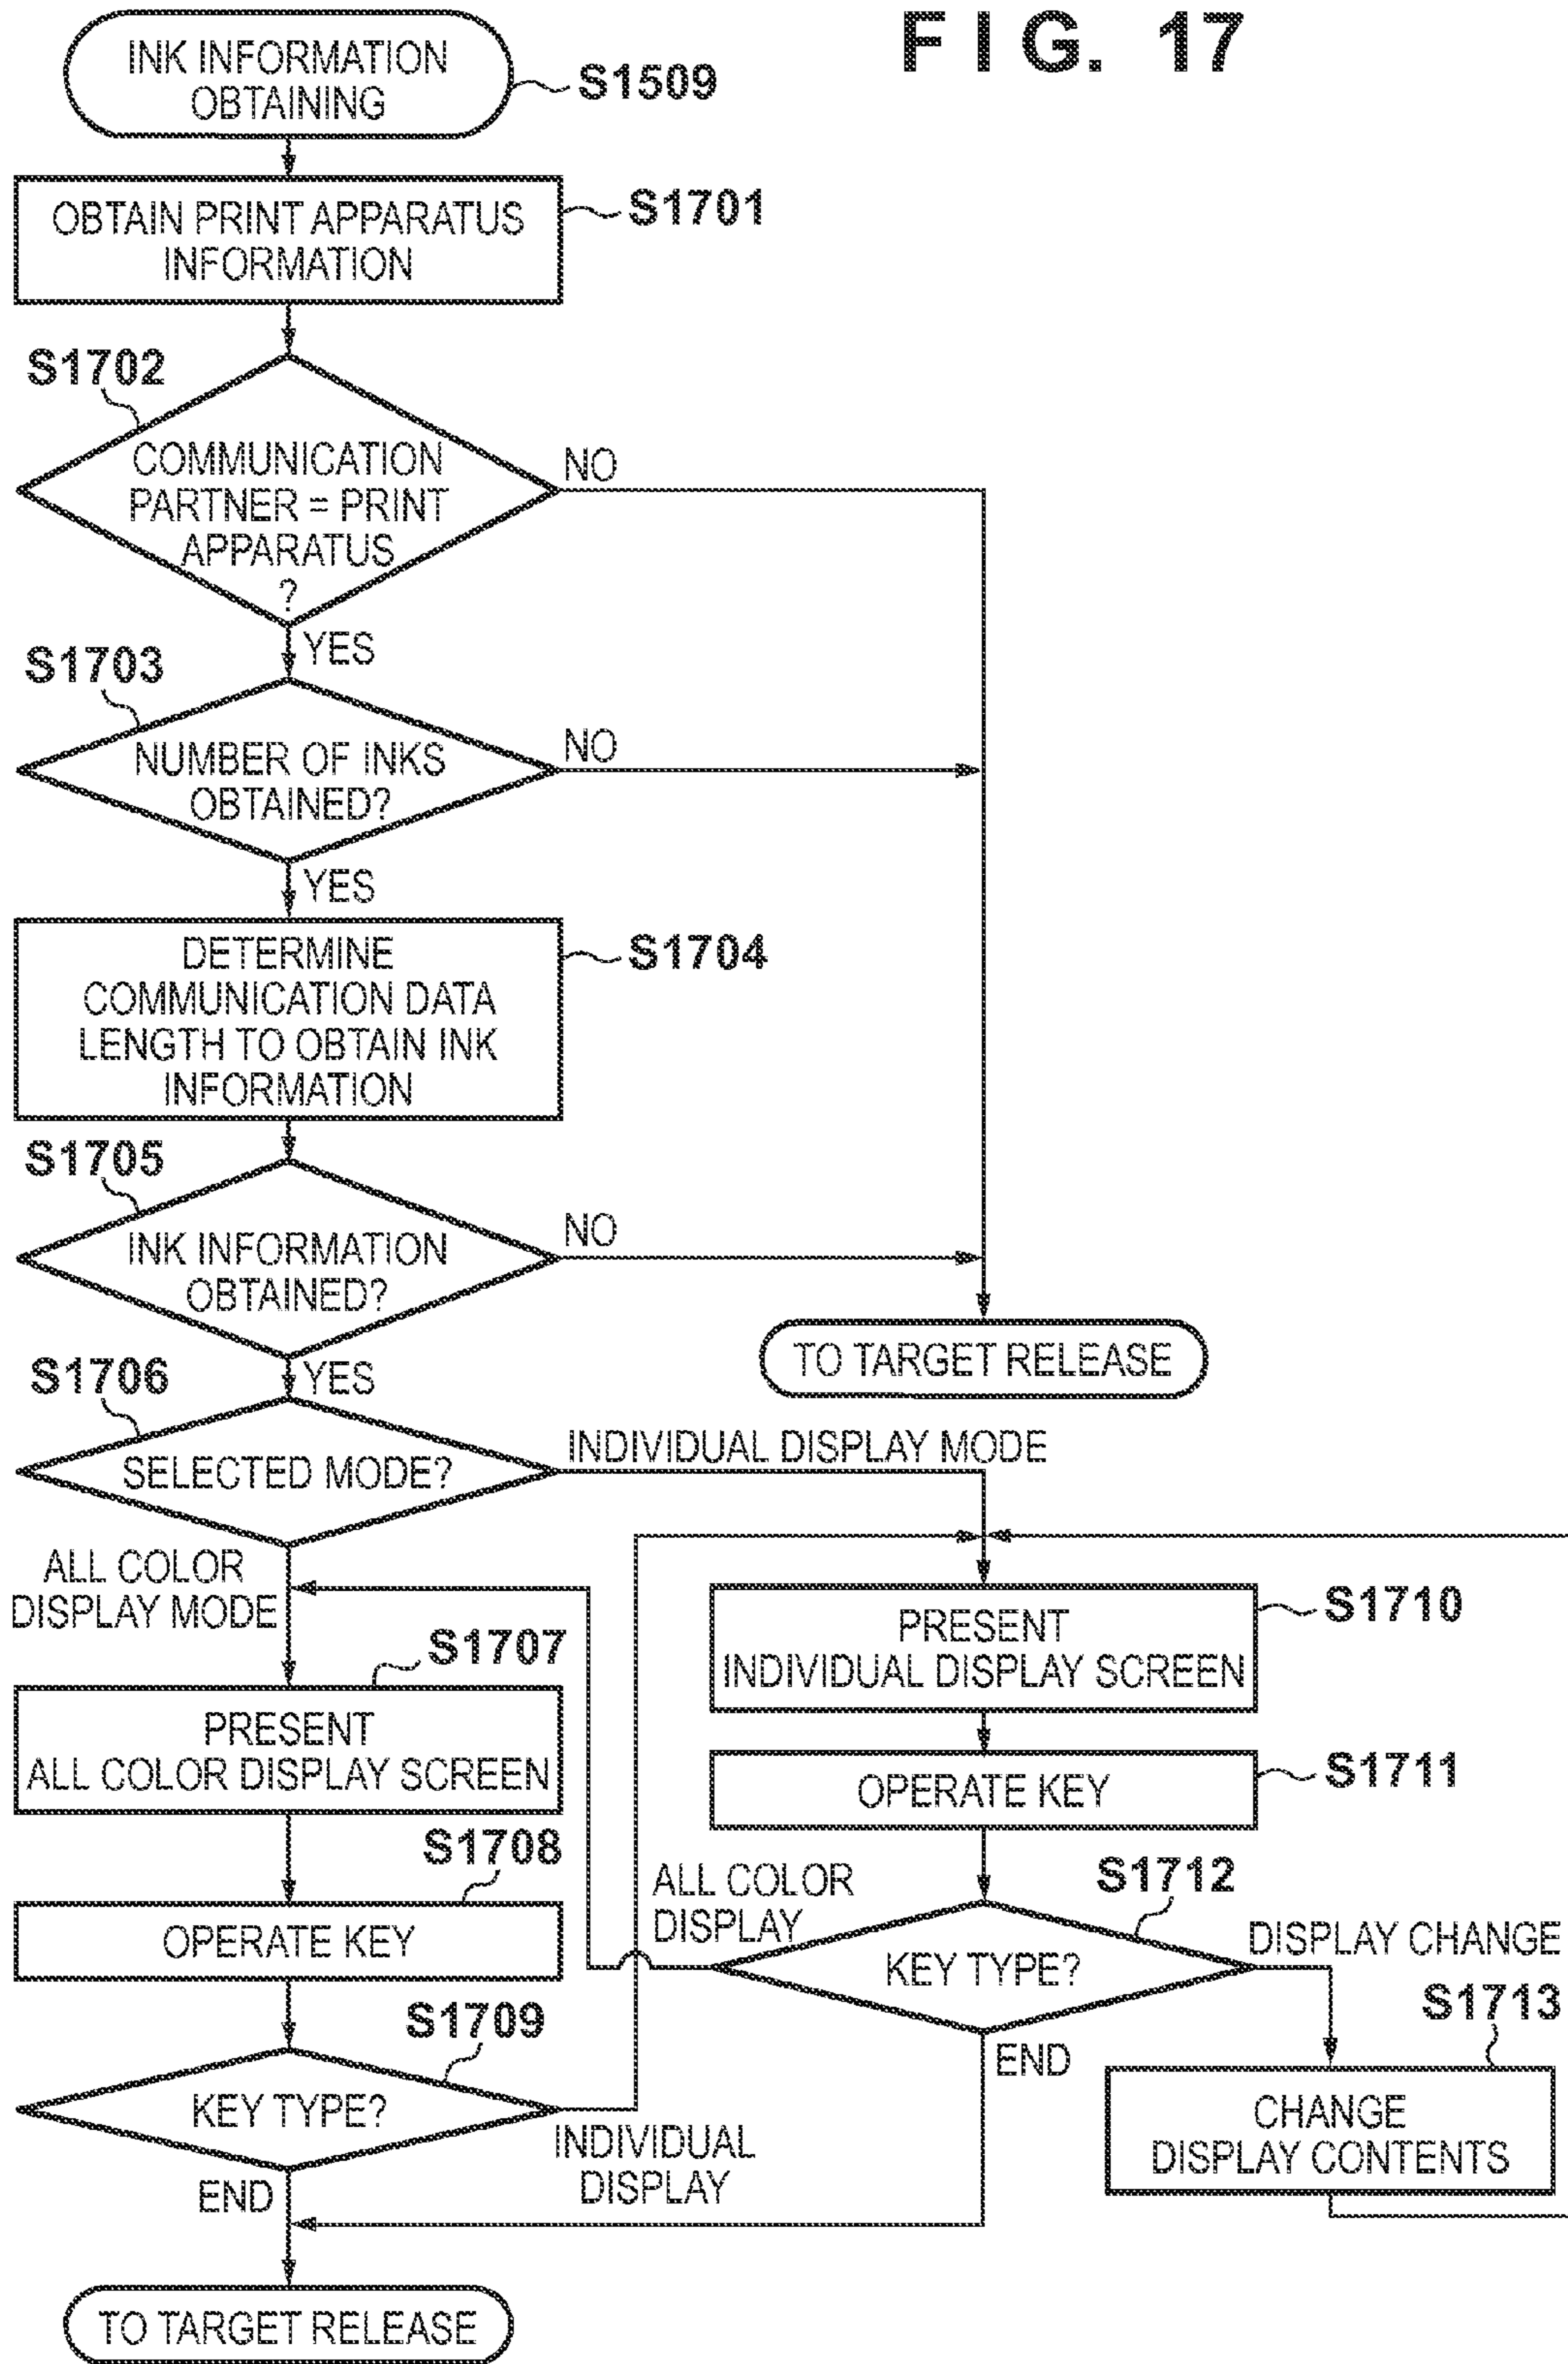 FIG. 17
INK INFORMATION
OBTAINING
S1509
OBTAIN PRINT APPARATUS
INFORMATION
S1701
S1702
COMMUNICATION
PARTNER = PRINT
APPARATUS
?
NO
YES
S1703
NUMBER OF INKS
OBTAINED?
NO
YES
DETERMINE
COMMUNICATION DATA
LENGTH TO OBTAIN INK
INFORMATION
S1704
S1705
INK INFORMATION
OBTAINED?
NO
YES
TO TARGET RELEASE
S1706
SELECTED MODE?
INDIVIDUAL DISPLAY MODE
ALL COLOR
DISPLAY MODE
S1707
PRESENT
ALL COLOR DISPLAY SCREEN
S1708
OPERATE KEY
S1709
KEY TYPE?
INDIVIDUAL
DISPLAY
END
TO TARGET RELEASE
PRESENT
INDIVIDUAL DISPLAY SCREEN
S1710
OPERATE KEY
S1711
S1712
KEY TYPE?
ALL COLOR
DISPLAY
DISPLAY CHANGE
END
S1713
CHANGE
DISPLAY CONTENTS